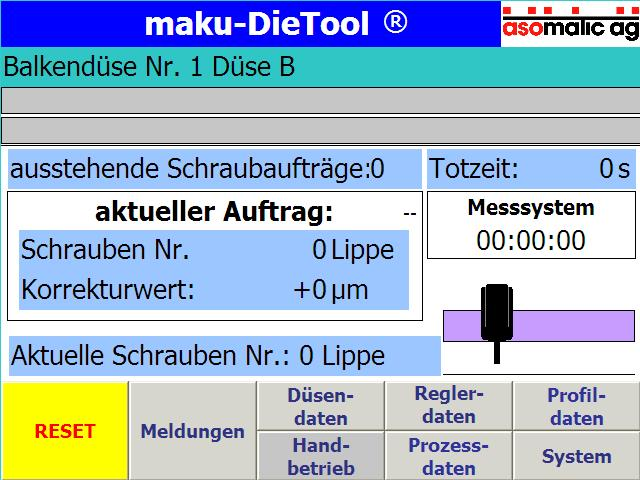 maku-DieTool ®
asomatic ag
Balkendüse Nr. 1 Düse B
ausstehende Schraubaufträge:0
Totzeit: 0 s
aktueller Auftrag: --
Messsystem
00:00:00
Schrauben Nr. 0 Lippe
Korrekturwert: +0 µm
Aktuelle Schrauben Nr.: 0 Lippe
RESET
Meldungen
Düsen-
daten
Regler-
daten
Profil-
daten
Hand-
betrieb
Prozess-
daten
System